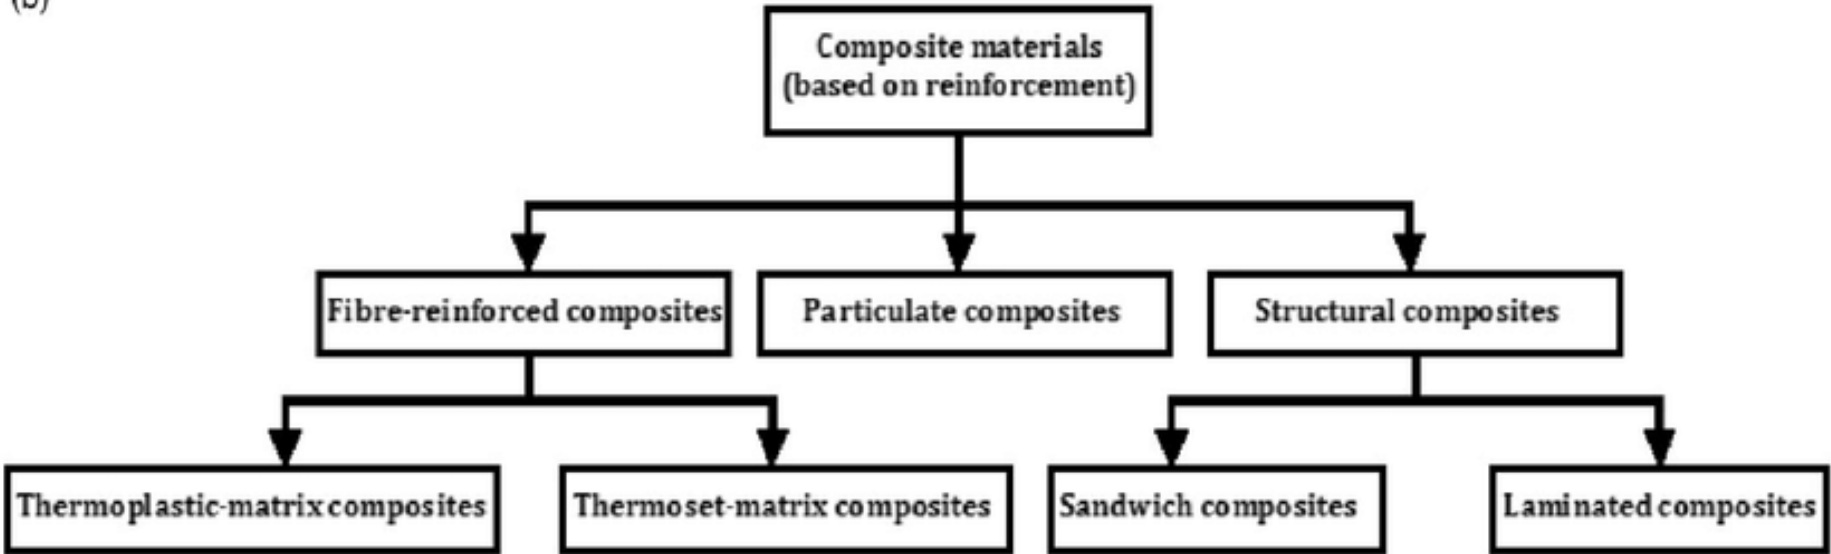 (b)
Composite materials
(based on reinforcement)
Fibre-reinforced composites
Particulate composites
Structural composites
Thermoplastic-matrix composites
Thermoset-matrix composites
Sandwich composites
Laminated composites